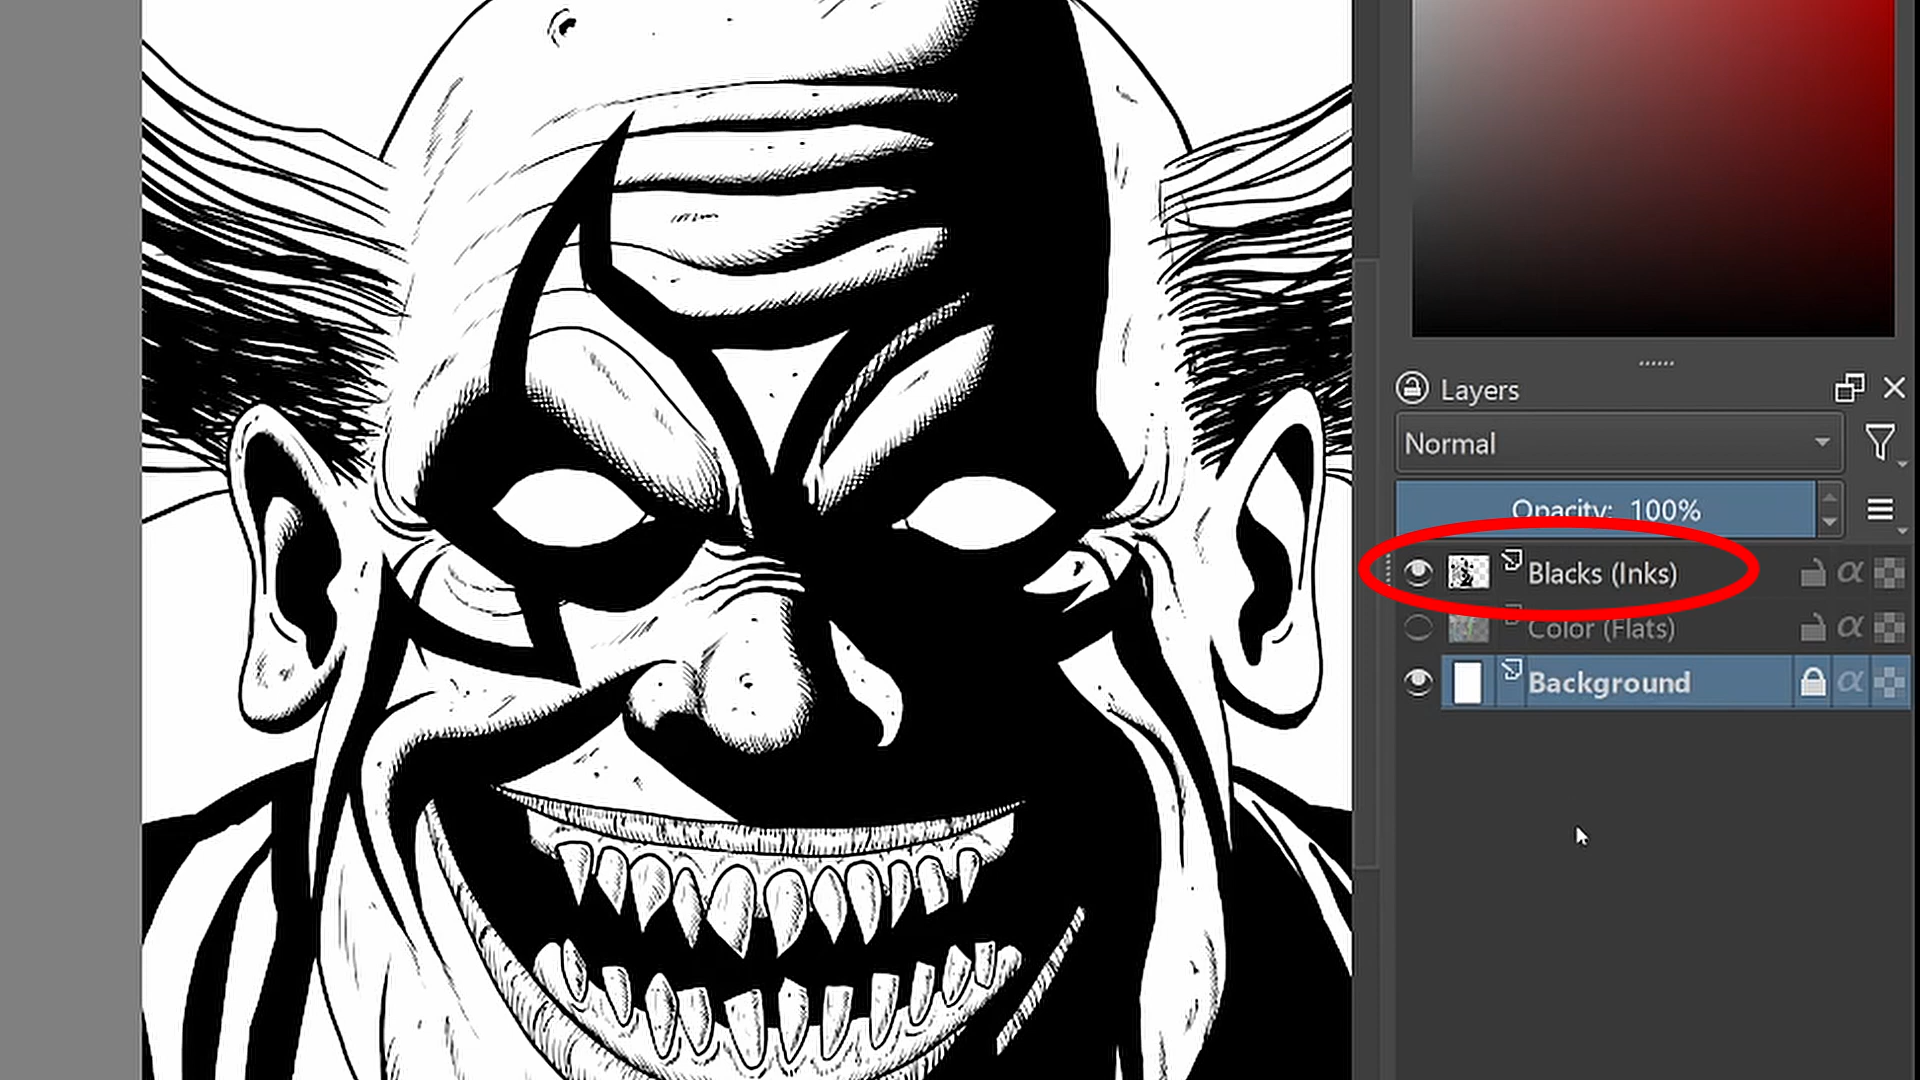 Layers
Normal
Opacity: 100%
Blacks (Inks)
α
Color (Flats)
α
Background
α